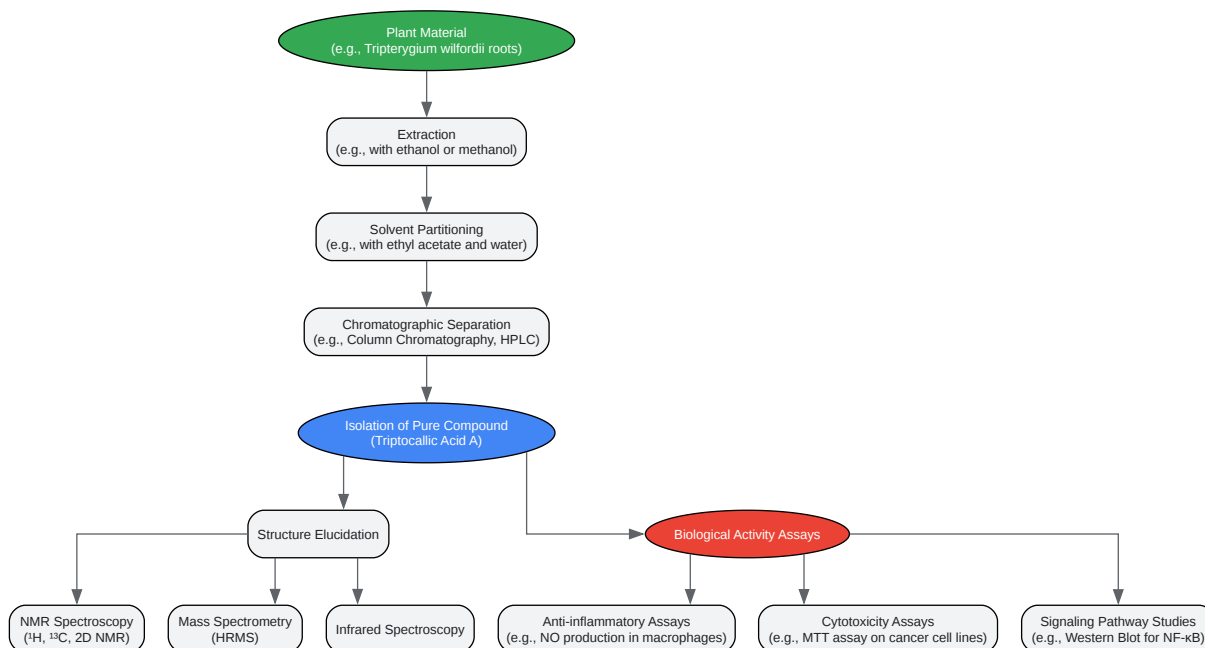 Plant Material
(e.g., Tripterygium wilfordii roots)
Extraction
(e.g., with ethanol or methanol)
Solvent Partitioning
(e.g., with ethyl acetate and water)
Chromatographic Separation
(e.g., Column Chromatography, HPLC)
Isolation of Pure Compound
(Triptocallic Acid A)
Structure Elucidation
Biological Activity Assays
NMR Spectroscopy
(¹H, ¹³C, 2D NMR)
Mass Spectrometry
(HRMS)
Infrared Spectroscopy
Anti-inflammatory Assays
(e.g., NO production in macrophages)
Cytotoxicity Assays
(e.g., MTT assay on cancer cell lines)
Signaling Pathway Studies
(e.g., Western Blot for NF-κB)